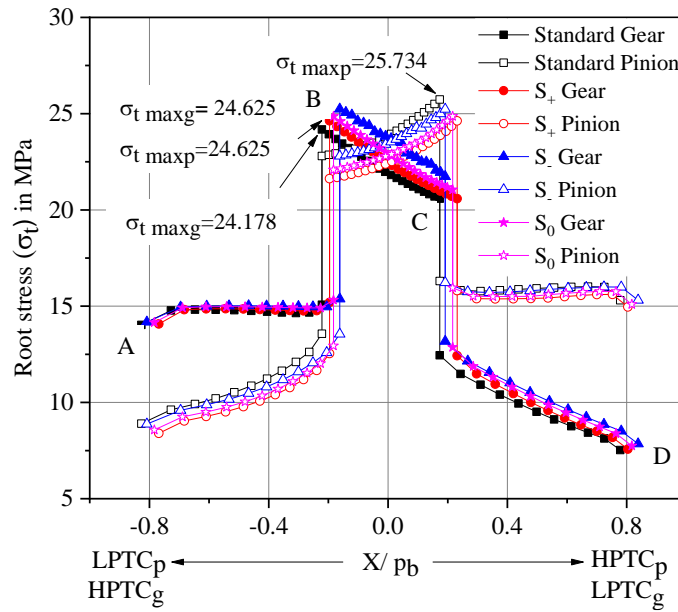 Root stress (σt) in MPa
30
25
20
15
10
5
-0.8
-0.4
0.0
0.4
0.8
X/ pb
LPTCp
HPTCg
HPTCp
LPTCg
σt maxp=25.734
σt maxg= 24.625
σt maxp=24.625
σt maxg=24.178
A
B
C
D
Standard Gear
Standard Pinion
S+ Gear
S+ Pinion
S- Gear
S- Pinion
S0 Gear
S0 Pinion